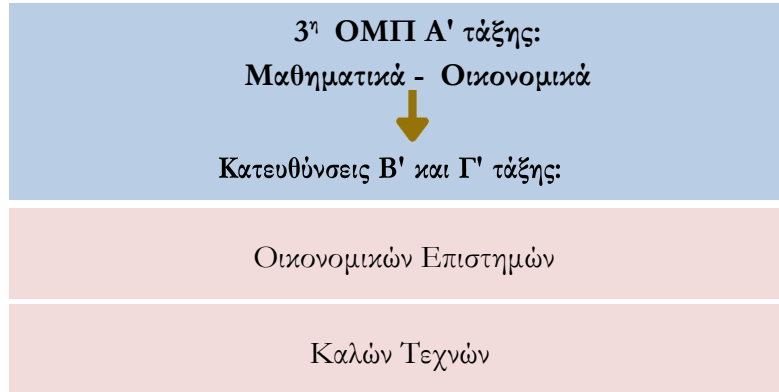 3η ΟΜΠ Α' τάξης:
Μαθηματικά - Οικονομικά
Κατευθύνσεις Β' και Γ' τάξης:
Οικονομικών Επιστημών
Καλών Τεχνών